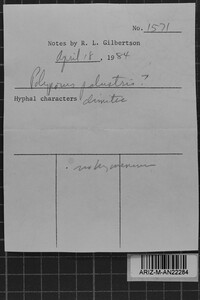 No. 1571
Notes by R. L. Gilbertson
April 18, 1984
Polyporus palustris?
Hyphal characters dimitic
ARIZ-M-AN22284